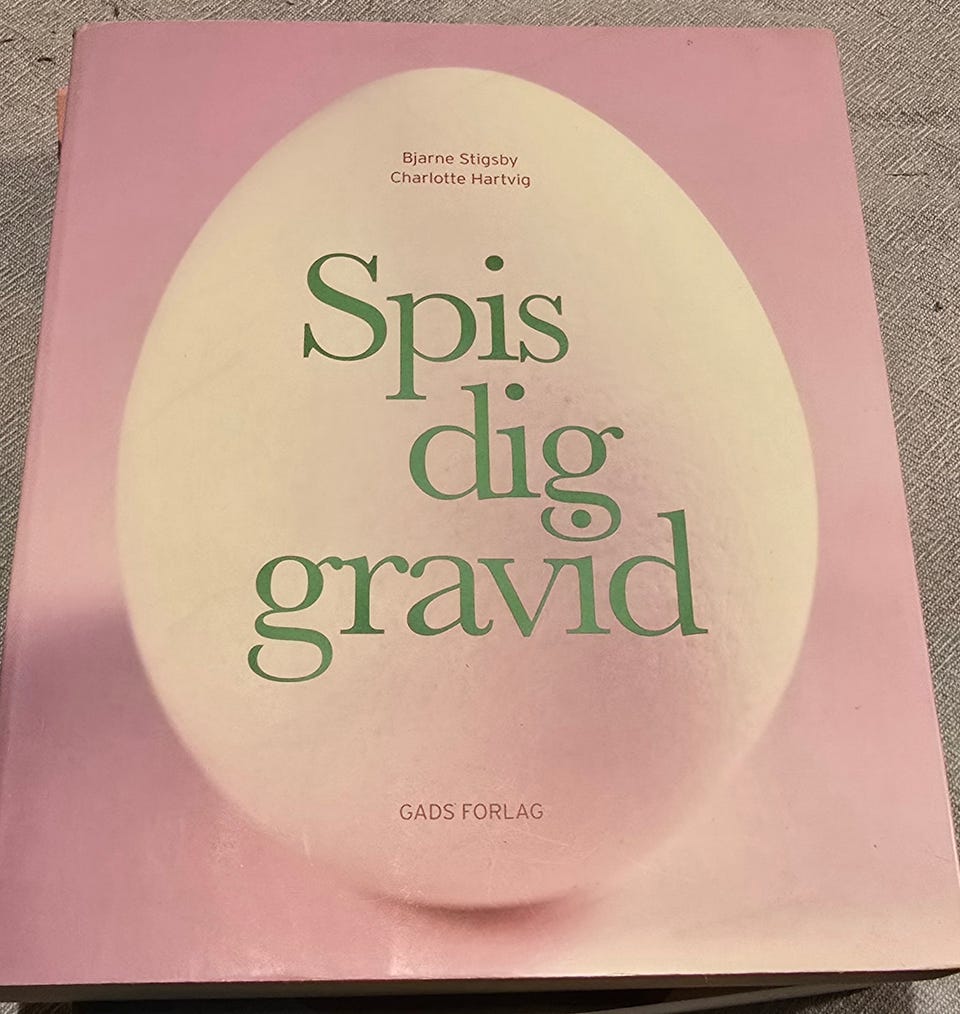 Bjarne Stigsby
Charlotte Hartvig
Spis
dig
gravid
GADS FORLAG